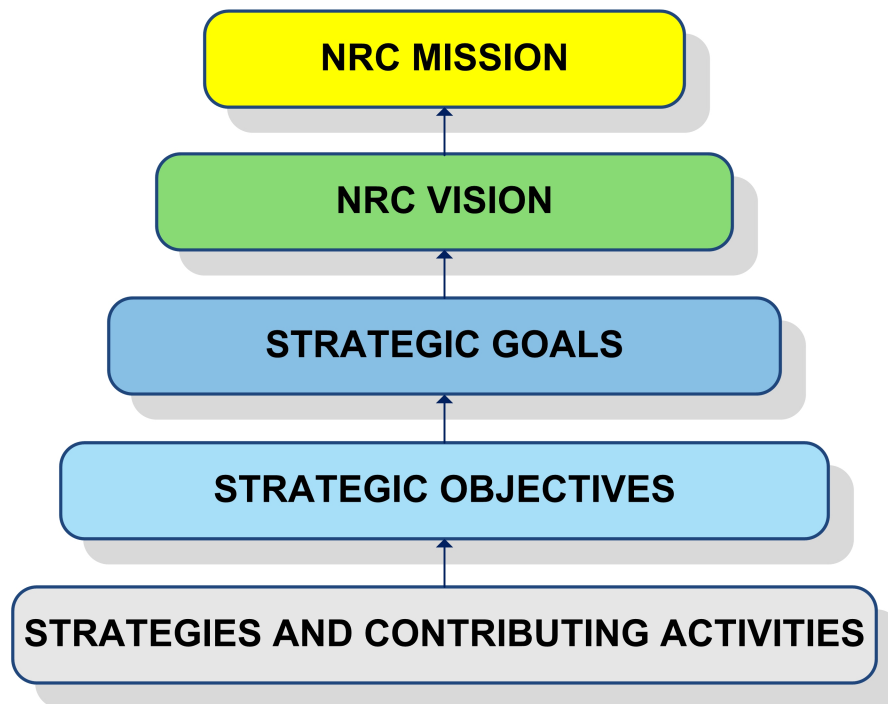 NRC MISSION
NRC VISION
STRATEGIC GOALS
STRATEGIC OBJECTIVES
STRATEGIES AND CONTRIBUTING ACTIVITIES